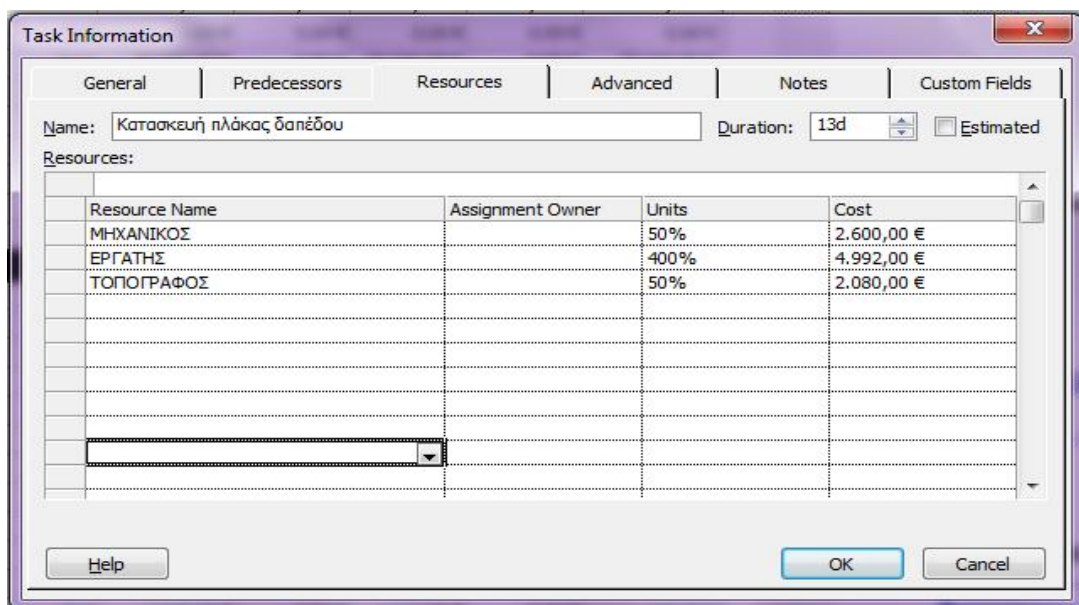 Task Information
General Predecessors Resources Advanced Notes Custom Fields
Name: Κατασκευή πλάκας δαπέδου Duration: 13d Estimated
Resources:
Resource Name Assignment Owner Units Cost
ΜΗΧΑΝΙΚΟΣ 50% 2.600,00 €
ΕΡΓΑΤΗΣ 400% 4.992,00 €
ΤΟΠΟΓΡΑΦΟΣ 50% 2.080,00 €
Help OK Cancel